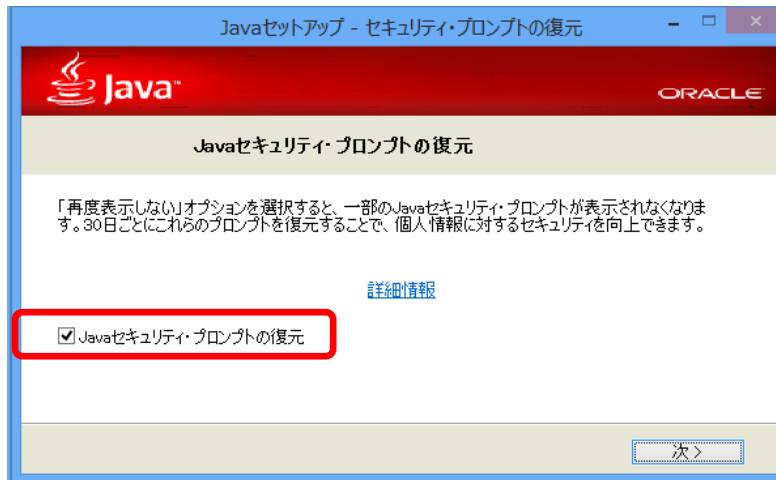 Javaセットアップ - セキュリティ・プロンプトの復元
Java™
ORACLE
Javaセキュリティ・プロンプトの復元
「再度表示しない」オプションを選択すると、一部のJavaセキュリティ・プロンプトが表示されなくなりま
す。30日ごとにこれらのプロンプトを復元することで、個人情報に対するセキュリティを向上できます。
詳細情報
Javaセキュリティ・プロンプトの復元
次 >